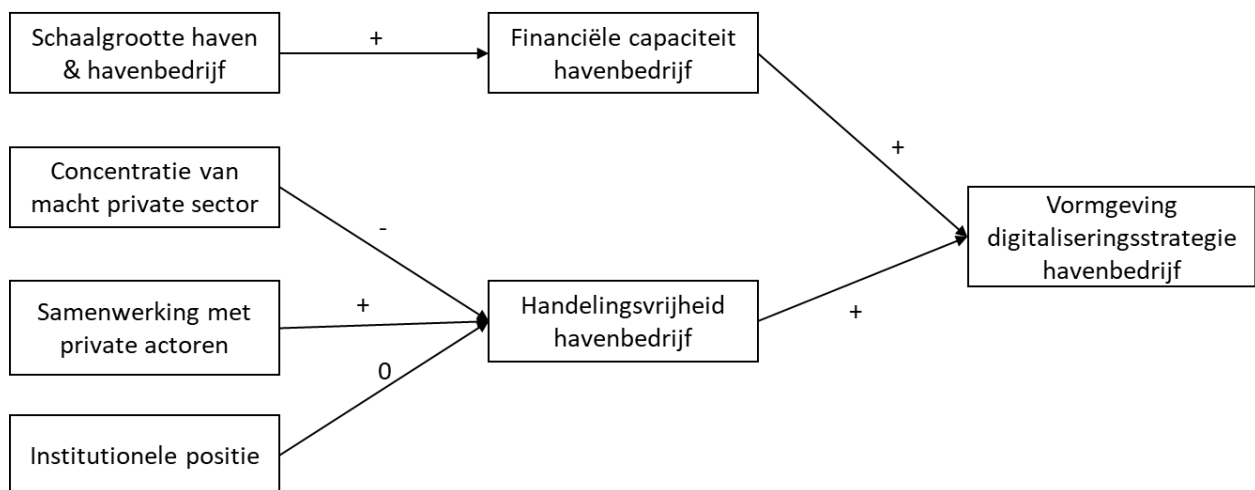 Schaalgrootte haven
& havenbedrijf
+
Financiële capaciteit
havenbedrijf
+
Concentratie van
macht private sector
-
Samenwerking met
private actoren
+
Institutionele positie
0
Handelingsvrijheid
havenbedrijf
+
Vormgeving
digitaliseringsstrategie
havenbedrijf